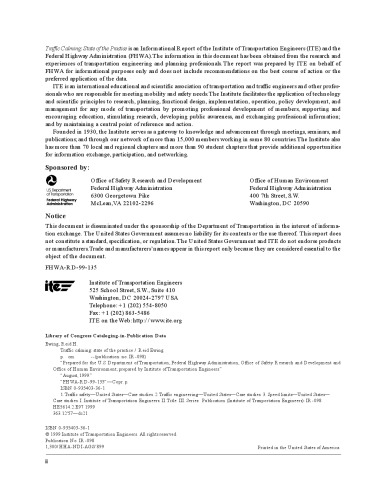 Traffic Calming: State of the Practice is an Informational Report of the Institute of Transportation Engineers (ITE) and the
Federal Highway Administration (FHWA). The information in this document has been obtained from the research and
experiences of transportation engineering and planning professionals. The report was prepared by ITE on behalf of
FHWA for informational purposes only and does not include recommendations on the best course of action or the
preferred application of the data.
ITE is an international educational and scientific association of transportation and traffic engineers and other profes-
sionals who are responsible for meeting mobility and safety needs. The Institute facilitates the application of technology
and scientific principles to research, planning, functional design, implementation, operation, policy development, and
management for any mode of transportation by promoting professional development of members, supporting and
encouraging education, stimulating research, developing public awareness, and exchanging professional information;
and by maintaining a central point of reference and action.
Founded in 1930, the Institute serves as a gateway to knowledge and advancement through meetings, seminars, and
publications; and through our network of more than 15,000 members working in some 80 countries. The Institute also
has more than 70 local and regional chapters and more than 90 student chapters that provide additional opportunities
for information exchange, participation, and networking.
Sponsored by:
U.S. Department
of Transportation
Federal Highway
Administration
Office of Safety Research and Development
Federal Highway Administration
6300 Georgetown Pike
McLean, VA 22102-2296
Office of Human Environment
Federal Highway Administration
400 7th Street, S.W.
Washington, DC 20590
Notice
This document is disseminated under the sponsorship of the Department of Transportation in the interest of informa-
tion exchange. The United States Government assumes no liability for its contents or the use thereof. This report does
not constitute a standard, specification, or regulation. The United States Government and ITE do not endorse products
or manufacturers. Trade and manufacturers' names appear in this report only because they are considered essential to the
object of the document.
FHWA-RD-99-135
ite
Institute of Transportation Engineers
525 School Street, S.W., Suite 410
Washington, DC 20024-2797 USA
Telephone: +1 (202) 554-8050
Fax: +1 (202) 863-5486
ITE on the Web: http://www.ite.org
Library of Congress Cataloging-in-Publication Data
Ewing, Reid H.
Traffic calming: state of the practice / Reid Ewing
p. cm. --(publication no. IR-098)
"Prepared for the U.S. Department of Transportation, Federal Highway Administration, Office of Safety Research and Development and
Office of Human Environment, prepared by Institute of Transportation Engineers"
"August, 1999"
"FHWA-RD-99-135"--Copr. p.
ISBN 0-935403-36-1
1. Traffic safety—United States—Case studies. 2. Traffic engineering—United States—Case studies. 3. Speed limits—United States—
Case studies. I. Institute of Transportation Engineers. II. Title. III. Series: Publication (Institute of Transportation Engineers). IR-098.
HE5614.2.E97 1999
363.12'57—dc21
ISBN 0-935403-36-1
© 1999 Institute of Transportation Engineers. All rights reserved.
Publication No. IR-098
1,500/HHA-NDI-AGS/899
Printed in the United States of America
ii